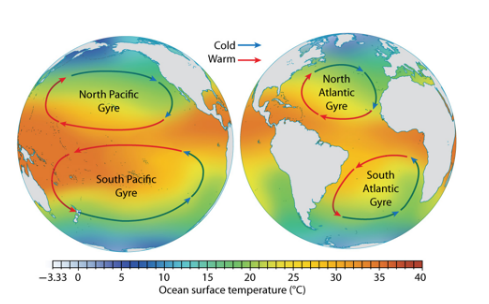 Cold
Warm
North Pacific
Gyre
South Pacific
Gyre
North
Atlantic
Gyre
South
Atlantic
Gyre
−3.33 0 5 10 15 20 25 30 35 40
Ocean surface temperature (°C)